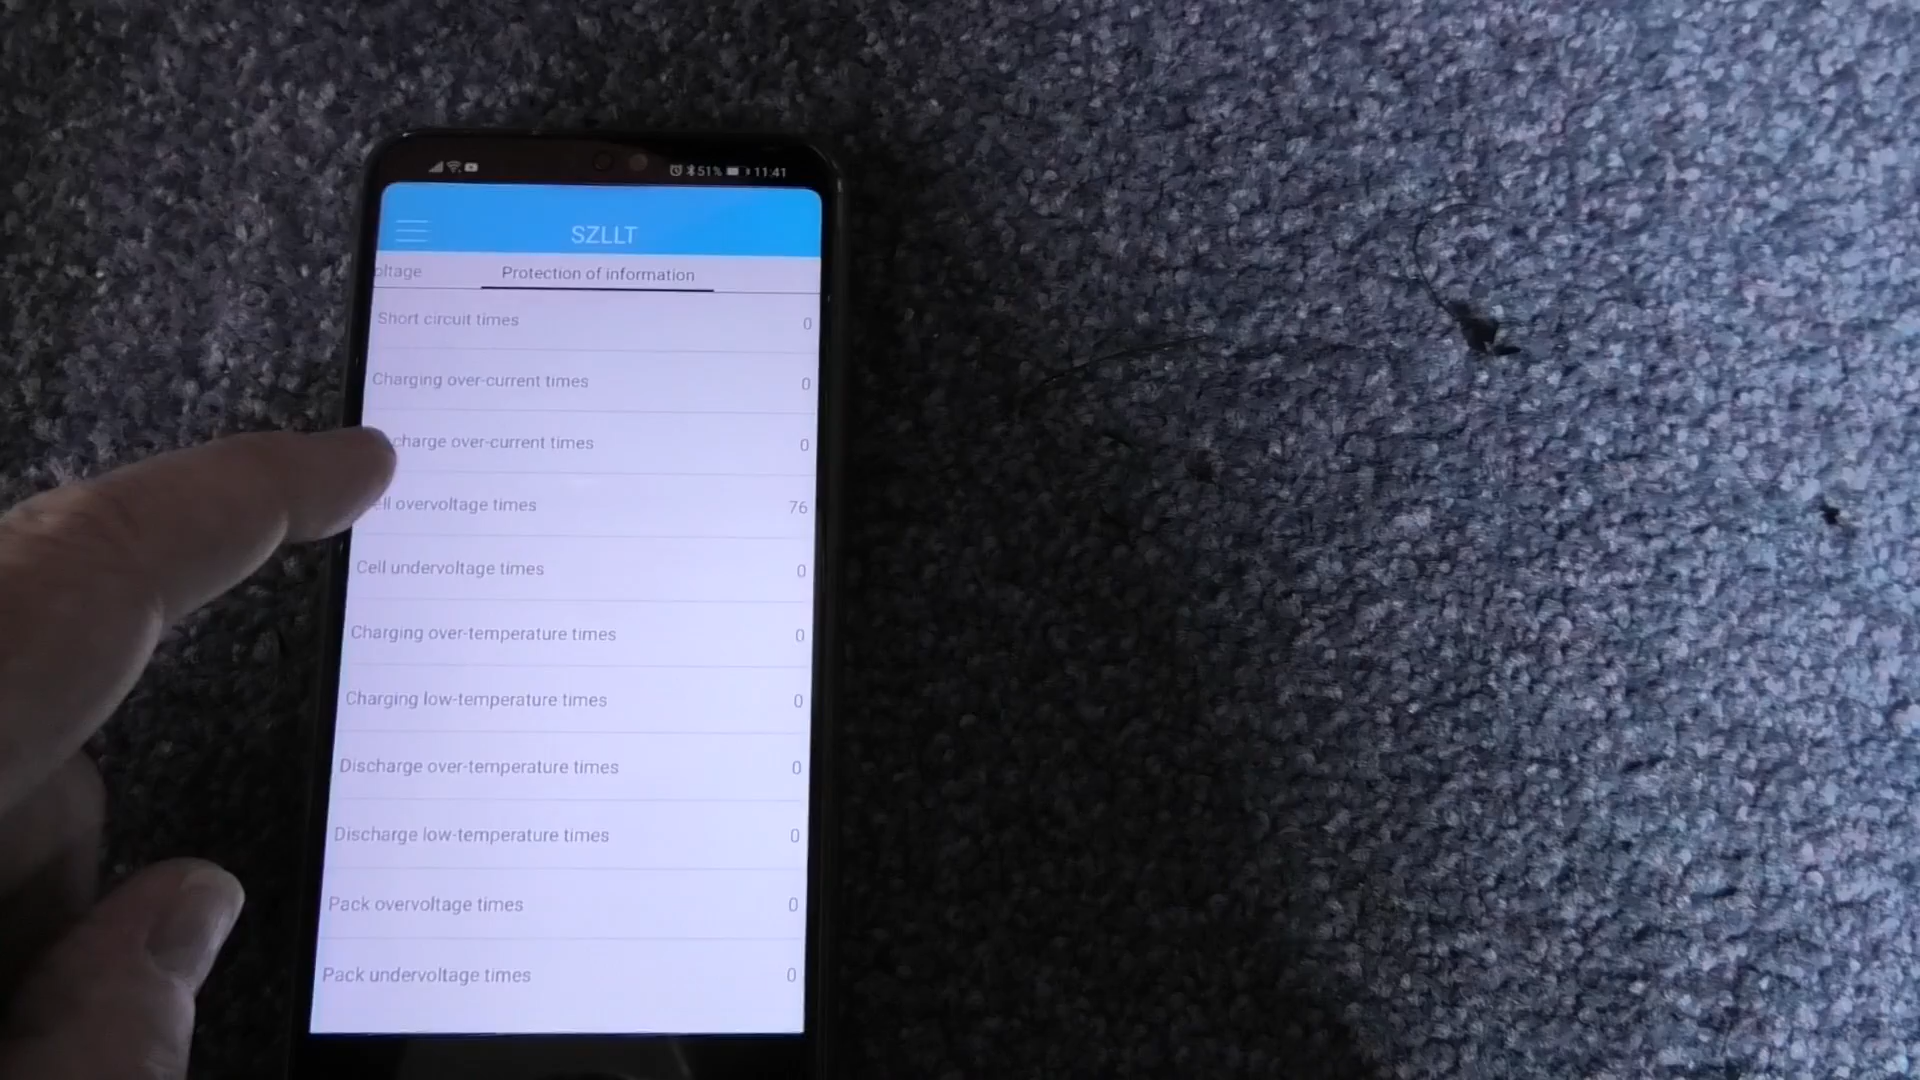 51% 11:41
SZLLT
oltage Protection of information
Short circuit times 0
Charging over-current times 0
charge over-current times 0
ell overvoltage times 76
Cell undervoltage times 0
Charging over-temperature times 0
Charging low-temperature times 0
Discharge over-temperature times 0
Discharge low-temperature times 0
Pack overvoltage times 0
Pack undervoltage times 0